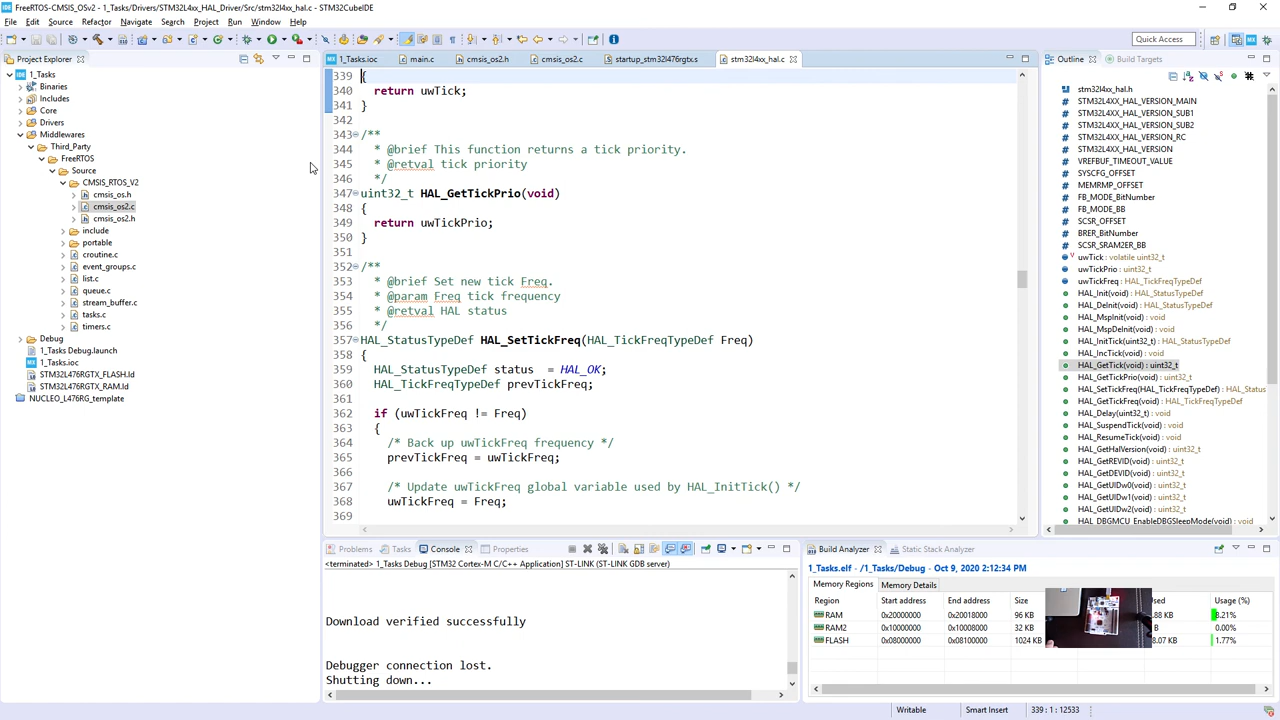 FreeRTOS-CMSIS_OSv2 - 1_Tasks/Drivers/STM32L4xx_HAL_Driver/Src/stm32l4xx_hal.c - STM32CubeIDE
File Edit Source Refactor Navigate Search Project Run Window Help
Quick Access
Project Explorer
1_Tasks
Binaries
Includes
Core
Drivers
Middlewares
Third_Party
FreeRTOS
Source
CMSIS_RTOS_V2
cmsis_os.h
cmsis_os2.c
cmsis_os2.h
include
portable
croutine.c
event_groups.c
list.c
queue.c
stream_buffer.c
tasks.c
timers.c
Debug
1_Tasks Debug.launch
1_Tasks.ioc
STM32L476RGTX_FLASH.ld
STM32L476RGTX_RAM.ld
NUCLEO_L476RG_template
1_Tasks.ioc main.c cmsis_os2.h cmsis_os2.c startup_stm32l476rgtx.s stm32l4xx_hal.c
339 {
340 return uwTick;
341 }
342
343 /**
344 * @brief This function returns a tick priority.
345 * @retval tick priority
346 */
347 uint32_t HAL_GetTickPrio(void)
348 {
349 return uwTickPrio;
350 }
351
352 /**
353 * @brief Set new tick Freq.
354 * @param Freq tick frequency
355 * @retval HAL status
356 */
357 HAL_StatusTypeDef HAL_SetTickFreq(HAL_TickFreqTypeDef Freq)
358 {
359 HAL_StatusTypeDef status = HAL_OK;
360 HAL_TickFreqTypeDef prevTickFreq;
361
362 if (uwTickFreq != Freq)
363 {
364 /* Back up uwTickFreq frequency */
365 prevTickFreq = uwTickFreq;
366
367 /* Update uwTickFreq global variable used by HAL_InitTick() */
368 uwTickFreq = Freq;
369
Outline Build Targets
stm32l4xx_hal.h
STM32L4XX_HAL_VERSION_MAIN
STM32L4XX_HAL_VERSION_SUB1
STM32L4XX_HAL_VERSION_SUB2
STM32L4XX_HAL_VERSION_RC
STM32L4XX_HAL_VERSION
VREFBUF_TIMEOUT_VALUE
SYSCFG_OFFSET
MEMRMP_OFFSET
FB_MODE_BitNumber
FB_MODE_BB
SCSR_OFFSET
BRER_BitNumber
SCSR_SRAM2ER_BB
uwTick : volatile uint32_t
uwTickPrio : uint32_t
uwTickFreq : HAL_TickFreqTypeDef
HAL_Init(void) : HAL_StatusTypeDef
HAL_DeInit(void) : HAL_StatusTypeDef
HAL_MspInit(void) : void
HAL_MspDeInit(void) : void
HAL_InitTick(uint32_t) : HAL_StatusTypeDef
HAL_IncTick(void) : void
HAL_GetTick(void) : uint32_t
HAL_GetTickPrio(void) : uint32_t
HAL_SetTickFreq(HAL_TickFreqTypeDef) : HAL_Status
HAL_GetTickFreq(void) : HAL_TickFreqTypeDef
HAL_Delay(uint32_t) : void
HAL_SuspendTick(void) : void
HAL_ResumeTick(void) : void
HAL_GetHalVersion(void) : uint32_t
HAL_GetREVID(void) : uint32_t
HAL_GetDEVID(void) : uint32_t
HAL_GetUIDw0(void) : uint32_t
HAL_GetUIDw1(void) : uint32_t
HAL_GetUIDw2(void) : uint32_t
HAL_DBGMCU_EnableDBGSleepMode(void) : void
Problems Tasks Console Properties
<terminated> 1_Tasks Debug [STM32 Cortex-M C/C++ Application] ST-LINK (ST-LINK GDB server)
Download verified successfully
Debugger connection lost.
Shutting down...
Build Analyzer Static Stack Analyzer
1_Tasks.elf - /1_Tasks/Debug - Oct 9, 2020 2:12:34 PM
Memory Regions Memory Details
Region Start address End address Size Usage (%)
RAM 0x20000000 0x20018000 96 KB .88 KB 8.21%
RAM2 0x10000000 0x10008000 32 KB B 0.00%
FLASH 0x08000000 0x08100000 1024 KB 8.07 KB 1.77%
Writable Smart Insert 339 : 1 : 12533